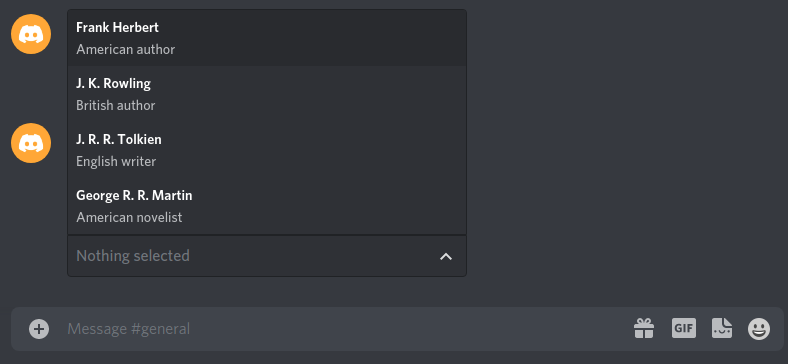 Frank Herbert
American author
J. K. Rowling
British author
J. R. R. Tolkien
English writer
George R. R. Martin
American novelist
Nothing selected
Message #general
GIF